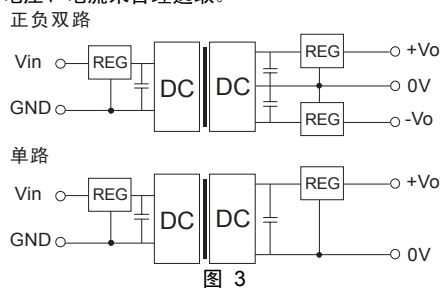 正负双路
Vin REG DC DC REG +Vo
0V
GND REG -Vo
单路
Vin REG DC DC REG +Vo
GND 0V
图 3